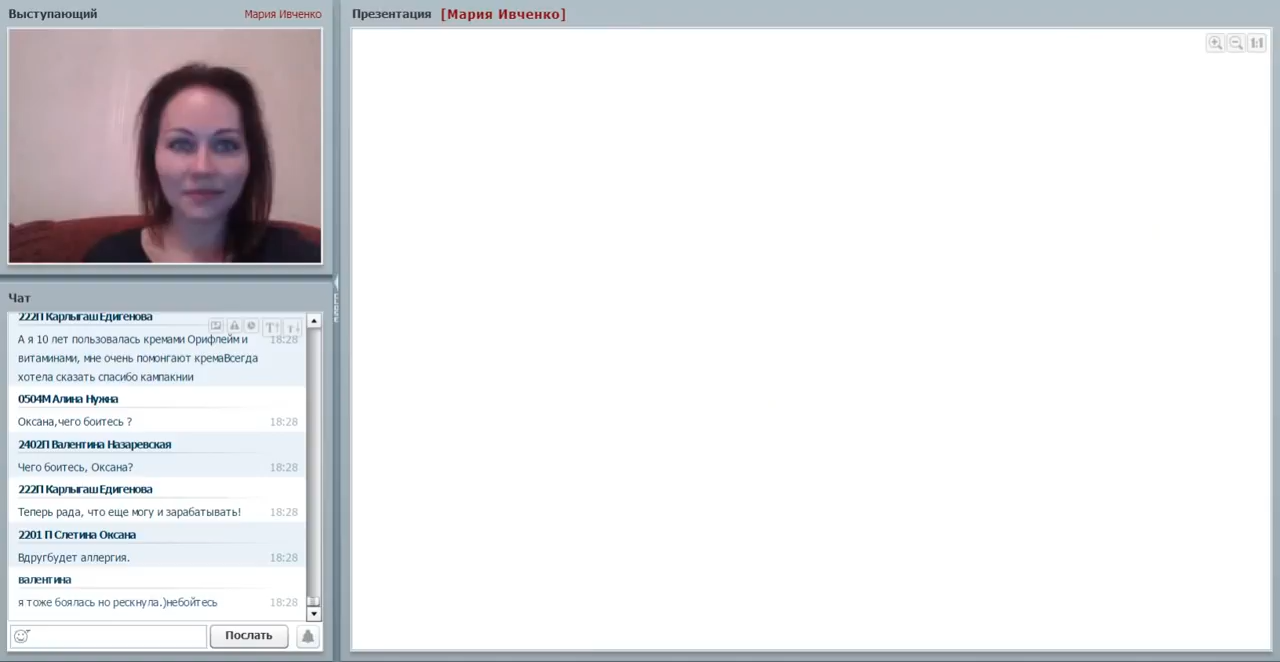 Выступающий
Мария Ивченко
Презентация [Мария Ивченко]
1:1
Чат
222П Карлыгаш Едигенова
А я 10 лет пользовалась кремами Орифлейм и 18:28
витаминами, мне очень помонгают кремаВсегда
хотела сказать спасибо кампакнии
0504М Алина Нужна
Оксана,чего боитесь ? 18:28
2402П Валентина Назаревская
Чего боитесь, Оксана? 18:28
222П Карлыгаш Едигенова
Теперь рада, что еще могу и зарабатывать! 18:28
2201 П Слетина Оксана
Вдругбудет аллергия. 18:28
валентина
я тоже боялась но рескнула.)небойтесь 18:28
Послать